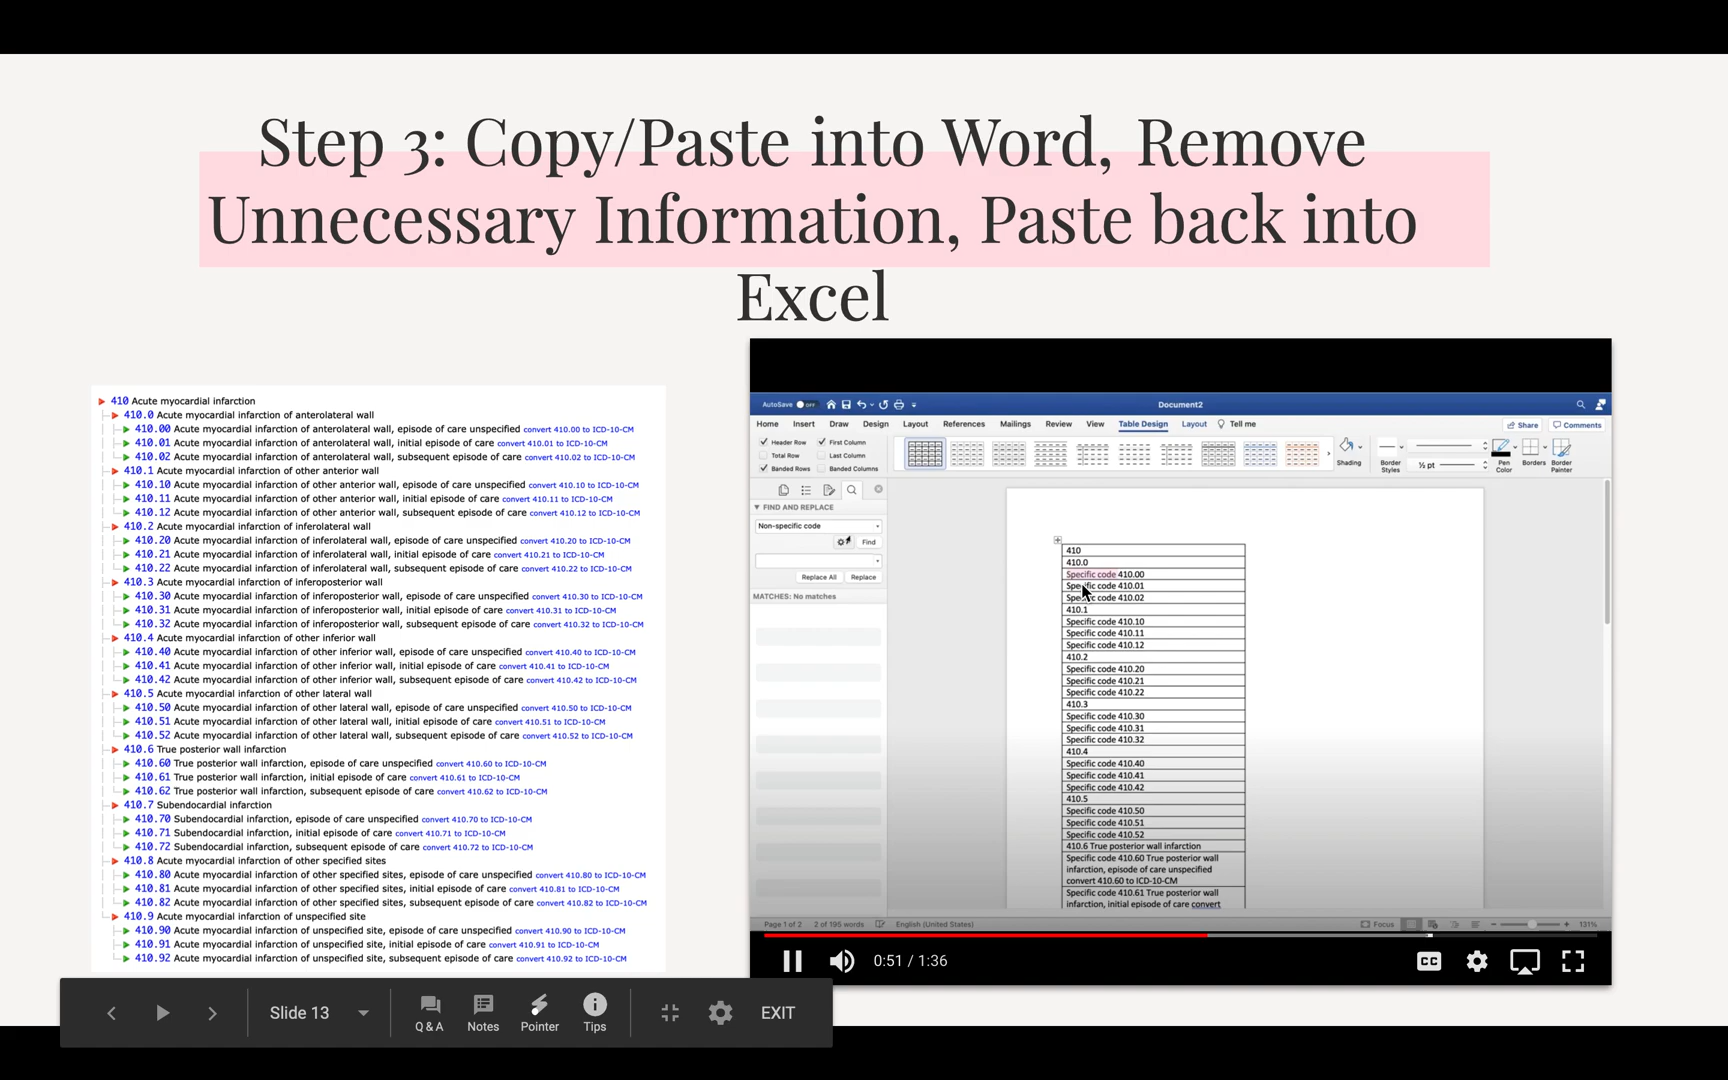 Step 3: Copy/Paste into Word, Remove
Unnecessary Information, Paste back into
Excel
410 Acute myocardial infarction
410.0 Acute myocardial infarction of anterolateral wall
410.00 Acute myocardial infarction of anterolateral wall, episode of care unspecified convert 410.00 to ICD-10-CM
410.01 Acute myocardial infarction of anterolateral wall, initial episode of care convert 410.01 to ICD-10-CM
410.02 Acute myocardial infarction of anterolateral wall, subsequent episode of care convert 410.02 to ICD-10-CM
410.1 Acute myocardial infarction of other anterior wall
410.10 Acute myocardial infarction of other anterior wall, episode of care unspecified convert 410.10 to ICD-10-CM
410.11 Acute myocardial infarction of other anterior wall, initial episode of care convert 410.11 to ICD-10-CM
410.12 Acute myocardial infarction of other anterior wall, subsequent episode of care convert 410.12 to ICD-10-CM
410.2 Acute myocardial infarction of inferolateral wall
410.20 Acute myocardial infarction of inferolateral wall, episode of care unspecified convert 410.20 to ICD-10-CM
410.21 Acute myocardial infarction of inferolateral wall, initial episode of care convert 410.21 to ICD-10-CM
410.22 Acute myocardial infarction of inferolateral wall, subsequent episode of care convert 410.22 to ICD-10-CM
410.3 Acute myocardial infarction of inferoposterior wall
410.30 Acute myocardial infarction of inferoposterior wall, episode of care unspecified convert 410.30 to ICD-10-CM
410.31 Acute myocardial infarction of inferoposterior wall, initial episode of care convert 410.31 to ICD-10-CM
410.32 Acute myocardial infarction of inferoposterior wall, subsequent episode of care convert 410.32 to ICD-10-CM
410.4 Acute myocardial infarction of other inferior wall
410.40 Acute myocardial infarction of other inferior wall, episode of care unspecified convert 410.40 to ICD-10-CM
410.41 Acute myocardial infarction of other inferior wall, initial episode of care convert 410.41 to ICD-10-CM
410.42 Acute myocardial infarction of other inferior wall, subsequent episode of care convert 410.42 to ICD-10-CM
410.5 Acute myocardial infarction of other lateral wall
410.50 Acute myocardial infarction of other lateral wall, episode of care unspecified convert 410.50 to ICD-10-CM
410.51 Acute myocardial infarction of other lateral wall, initial episode of care convert 410.51 to ICD-10-CM
410.52 Acute myocardial infarction of other lateral wall, subsequent episode of care convert 410.52 to ICD-10-CM
410.6 True posterior wall infarction
410.60 True posterior wall infarction, episode of care unspecified convert 410.60 to ICD-10-CM
410.61 True posterior wall infarction, initial episode of care convert 410.61 to ICD-10-CM
410.62 True posterior wall infarction, subsequent episode of care convert 410.62 to ICD-10-CM
410.7 Subendocardial infarction
410.70 Subendocardial infarction, episode of care unspecified convert 410.70 to ICD-10-CM
410.71 Subendocardial infarction, initial episode of care convert 410.71 to ICD-10-CM
410.72 Subendocardial infarction, subsequent episode of care convert 410.72 to ICD-10-CM
410.8 Acute myocardial infarction of other specified sites
410.80 Acute myocardial infarction of other specified sites, episode of care unspecified convert 410.80 to ICD-10-CM
410.81 Acute myocardial infarction of other specified sites, initial episode of care convert 410.81 to ICD-10-CM
410.82 Acute myocardial infarction of other specified sites, subsequent episode of care convert 410.82 to ICD-10-CM
410.9 Acute myocardial infarction of unspecified site
410.90 Acute myocardial infarction of unspecified site, episode of care unspecified convert 410.90 to ICD-10-CM
410.91 Acute myocardial infarction of unspecified site, initial episode of care convert 410.91 to ICD-10-CM
410.92 Acute myocardial infarction of unspecified site, subsequent episode of care convert 410.92 to ICD-10-CM
AutoSave OFF Document2
Home Insert Draw Design Layout References Mailings Review View Table Design Layout Tell me Share Comments
Header Row First Column
Total Row Last Column
Banded Rows Banded Columns
Shading
Border Styles
½ pt
Pen Color
Borders
Border Painter
FIND AND REPLACE
Non-specific code
Find
Replace All Replace
MATCHES: No matches
410
410.0
Specific code 410.00
Specific code 410.01
Specific code 410.02
410.1
Specific code 410.10
Specific code 410.11
Specific code 410.12
410.2
Specific code 410.20
Specific code 410.21
Specific code 410.22
410.3
Specific code 410.30
Specific code 410.31
Specific code 410.32
410.4
Specific code 410.40
Specific code 410.41
Specific code 410.42
410.5
Specific code 410.50
Specific code 410.51
Specific code 410.52
410.6 True posterior wall infarction
Specific code 410.60 True posterior wall
infarction, episode of care unspecified
convert 410.60 to ICD-10-CM
Specific code 410.61 True posterior wall
infarction, initial episode of care convert
Page 1 of 2 2 of 196 words English (United States) Focus 131%
0:51 / 1:36
CC
Slide 13
Q & A
Notes
Pointer
Tips
EXIT